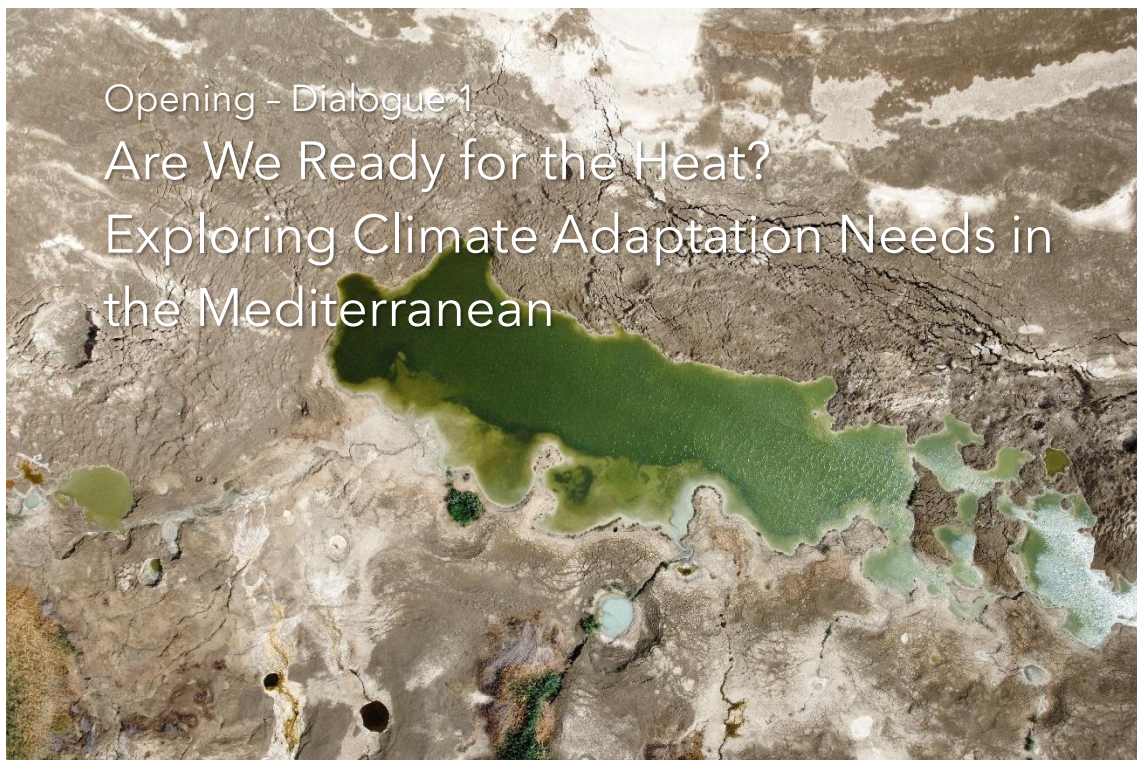 Opening – Dialogue 1
Are We Ready for the Heat?
Exploring Climate Adaptation Needs in
the Mediterranean